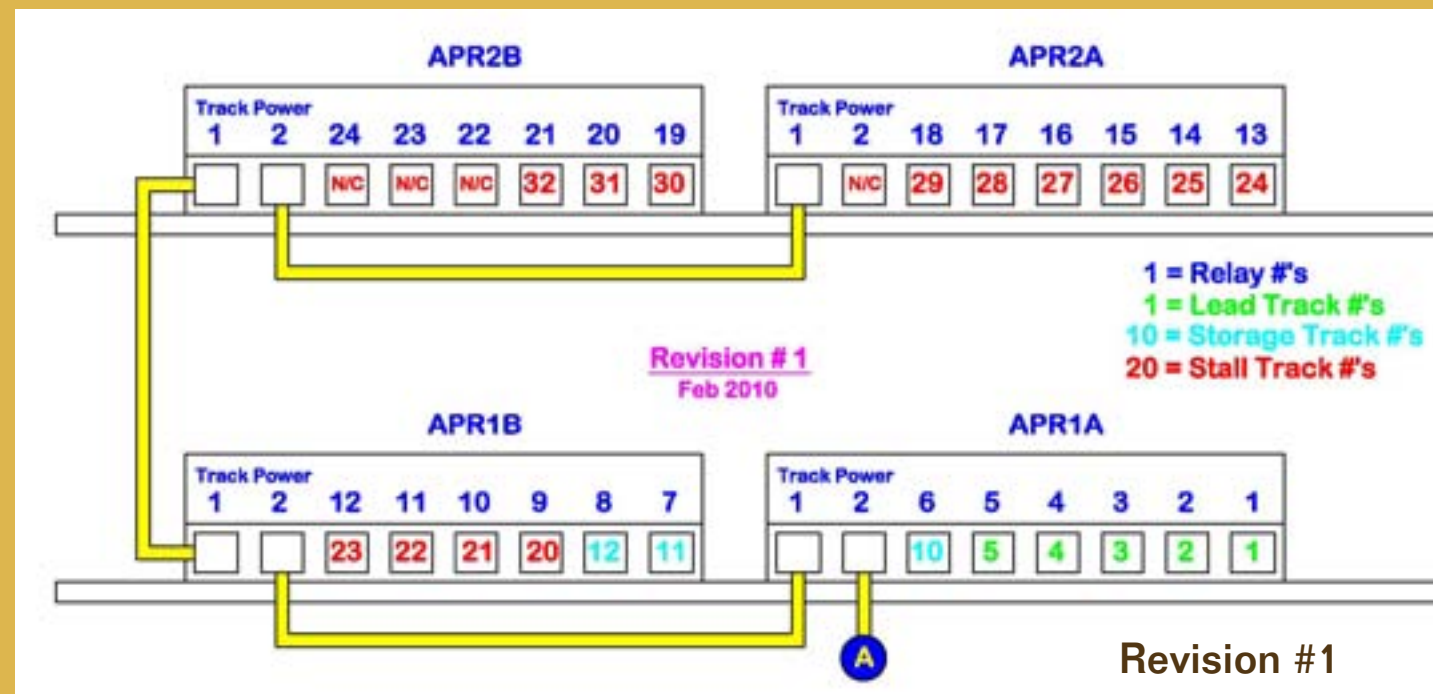 APR2B APR2A
Track Power Track Power
1 2 24 23 22 21 20 19 1 2 18 17 16 15 14 13
N/C N/C N/C 32 31 30 N/C 29 28 27 26 25 24
1 = Relay #'s
1 = Lead Track #'s
10 = Storage Track #'s
20 = Stall Track #'s
Revision # 1
Feb 2010
APR1B APR1A
Track Power Track Power
1 2 12 11 10 9 8 7 1 2 6 5 4 3 2 1
23 22 21 20 12 11 10 5 4 3 2 1
A
Revision #1